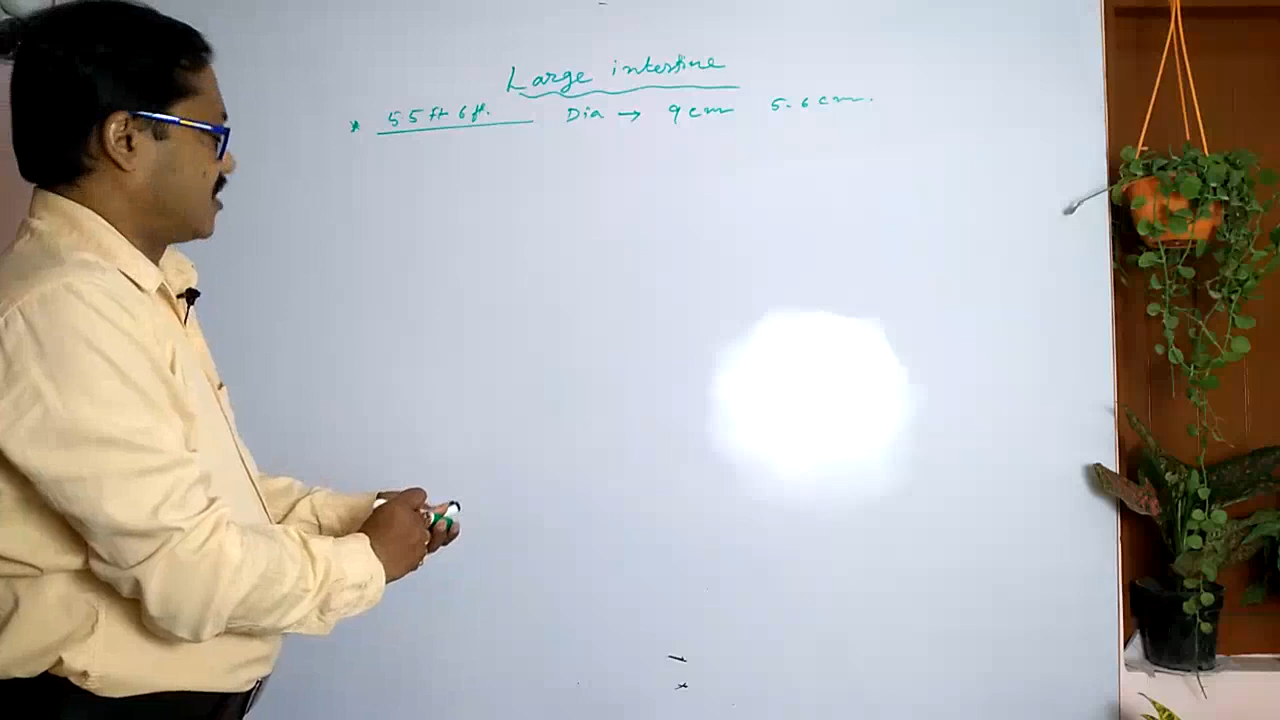 Large intestine
* 5 5 ft 6 ft. Dia → 9 cm 5.6 cm.